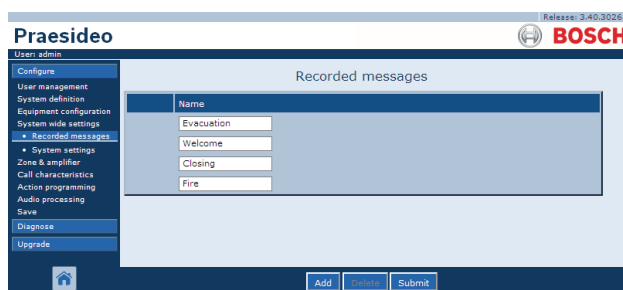 Release: 3.40.3026
Praesideo
BOSCH
User: admin
Configure
User management
System definition
Equipment configuration
System wide settings
• Recorded messages
• System settings
Zone & amplifier
Call characteristics
Action programming
Audio processing
Save
Diagnose
Upgrade
Recorded messages
Name
Evacuation
Welcome
Closing
Fire
Add Delete Submit